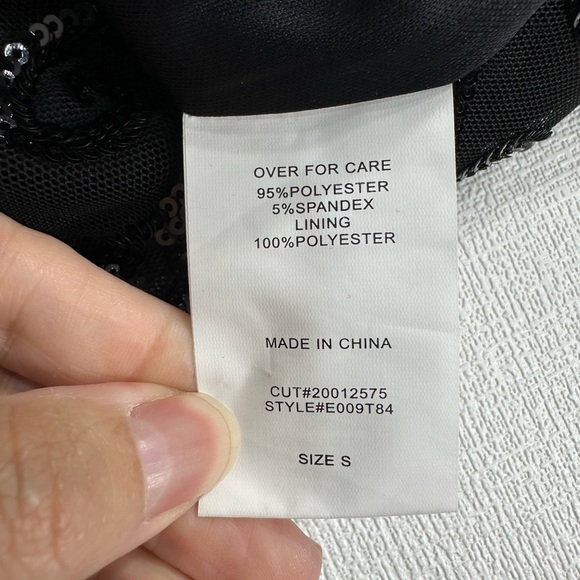 OVER FOR CARE
95%POLYESTER
5%SPANDEX
LINING
100%POLYESTER
MADE IN CHINA
CUT#20012575
STYLE#E009T84
SIZE S